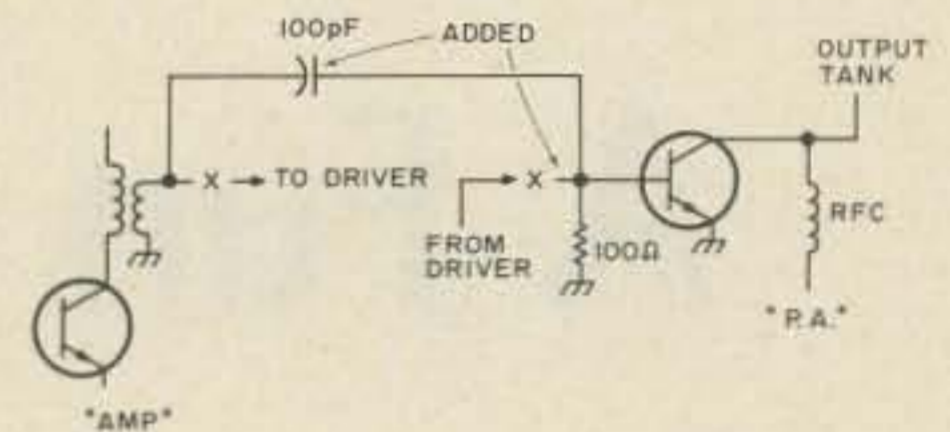 100pF
ADDED
OUTPUT
TANK
X
TO DRIVER
X
FROM
DRIVER
100Ω
RFC
"P.A."
"AMP"